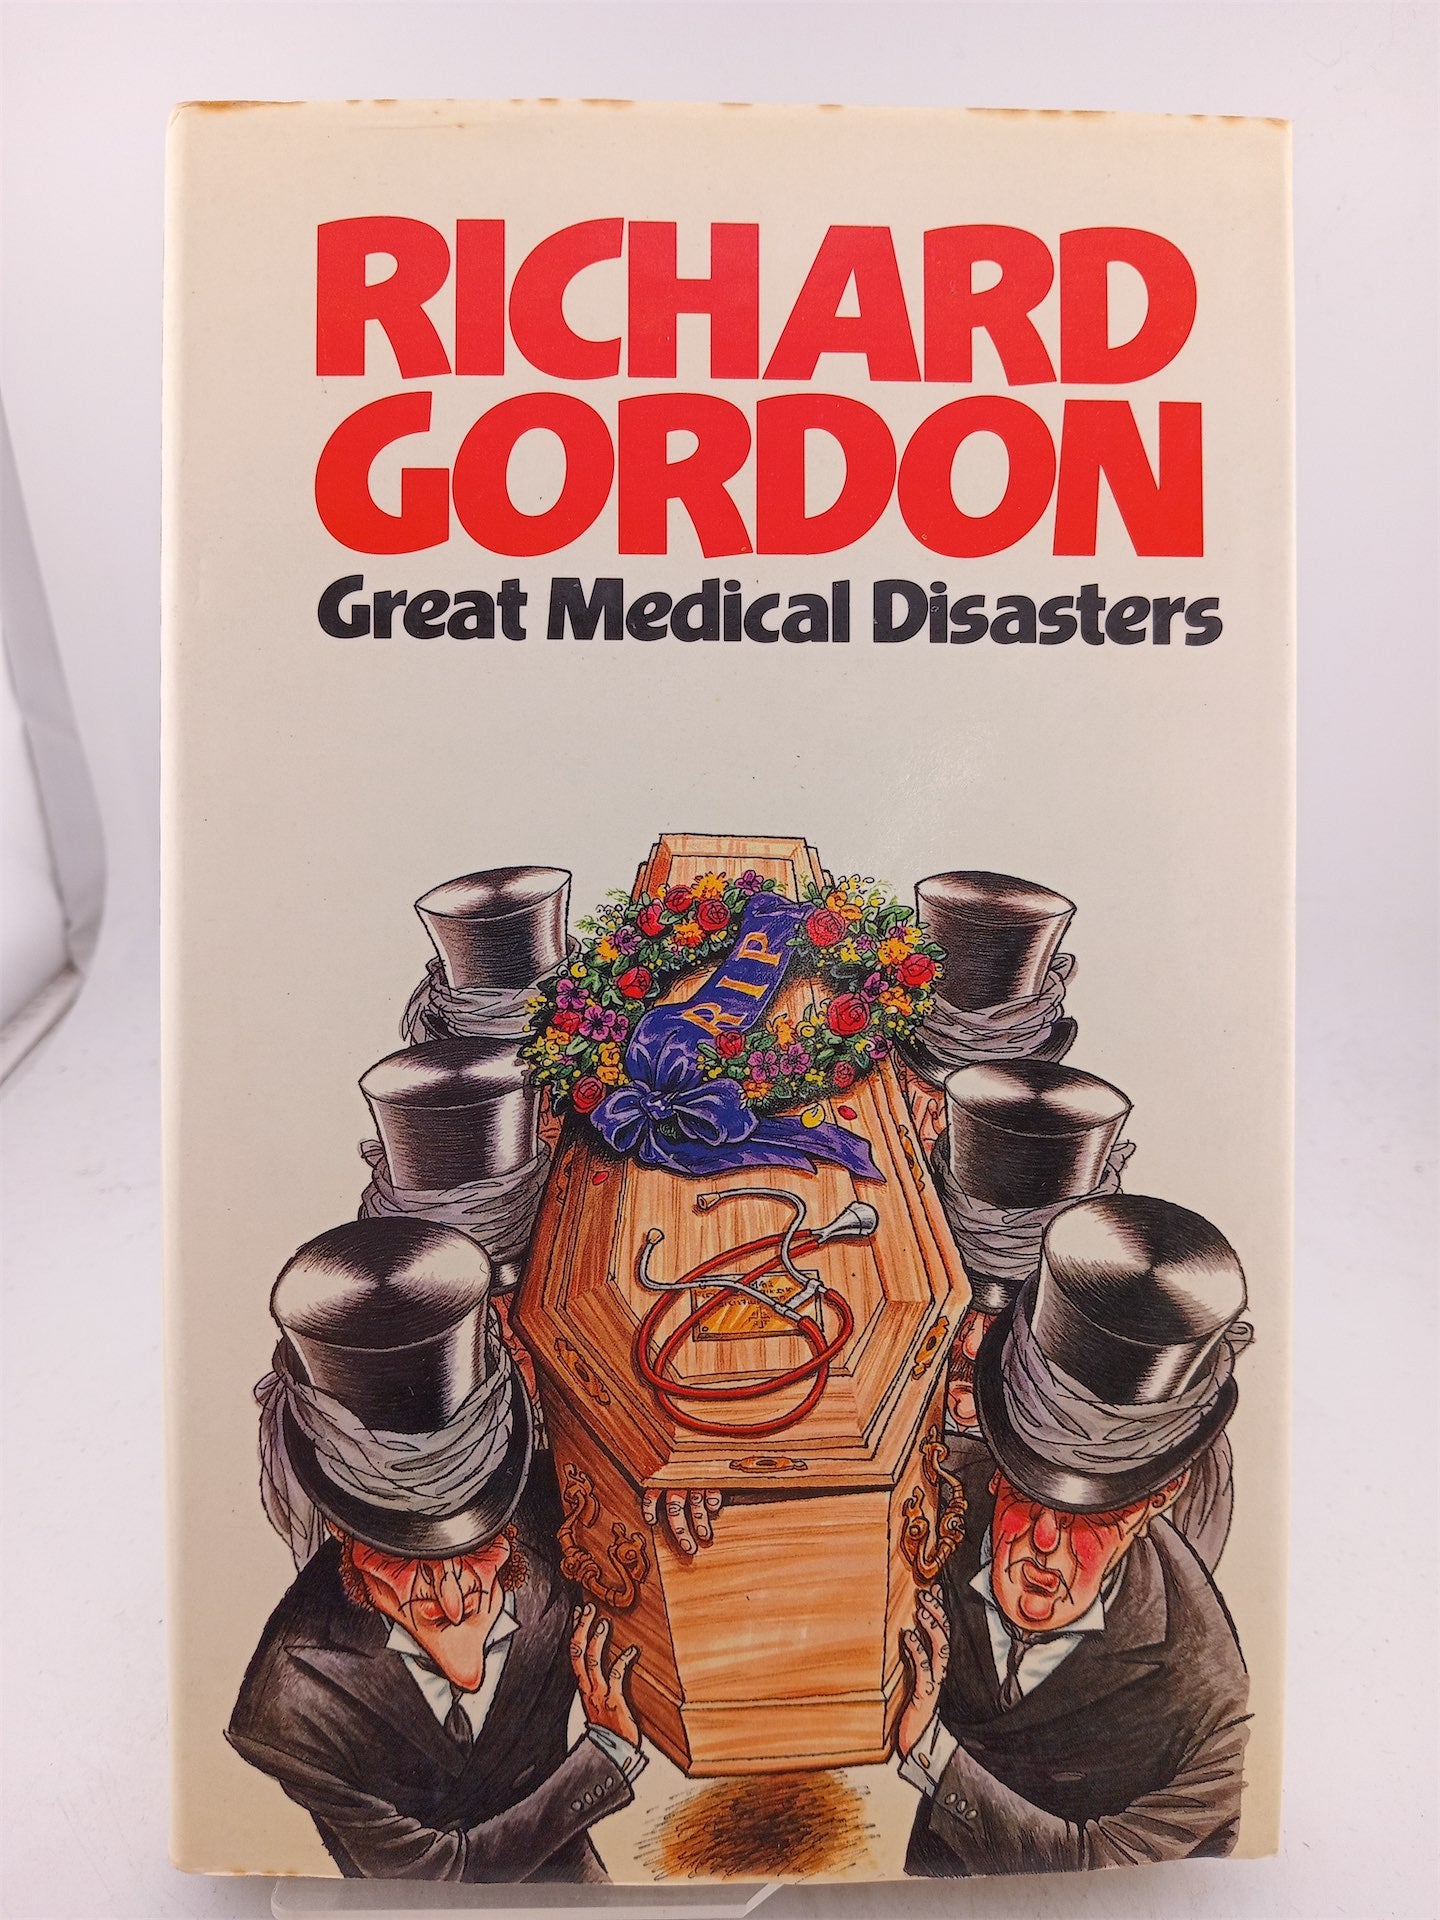 RICHARD
GORDON
Great Medical Disasters
RIP